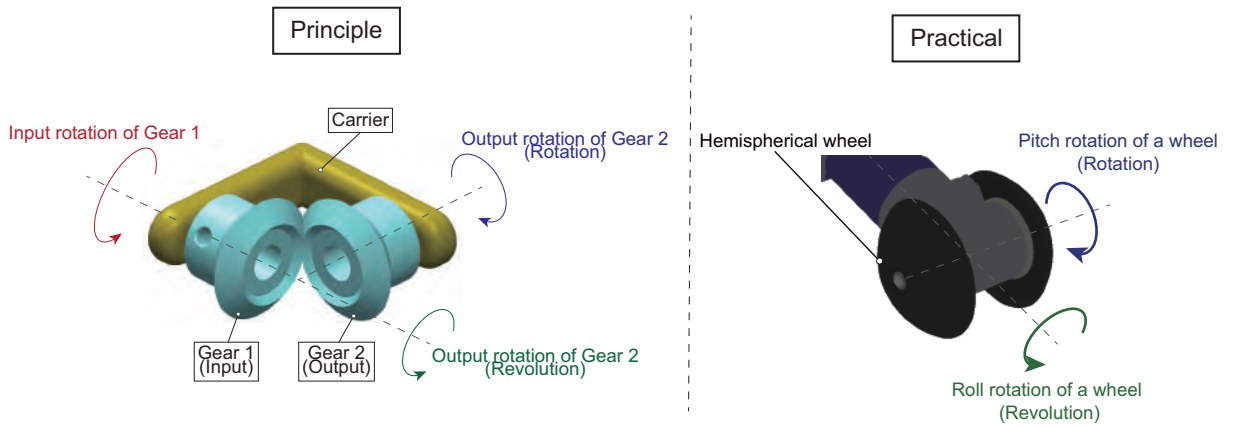 Principle
Input rotation of Gear 1
Carrier
Output rotation of Gear 2
(Rotation)
Gear 1
(Input)
Gear 2
(Output)
Output rotation of Gear 2
(Revolution)
Practical
Hemispherical wheel
Pitch rotation of a wheel
(Rotation)
Roll rotation of a wheel
(Revolution)